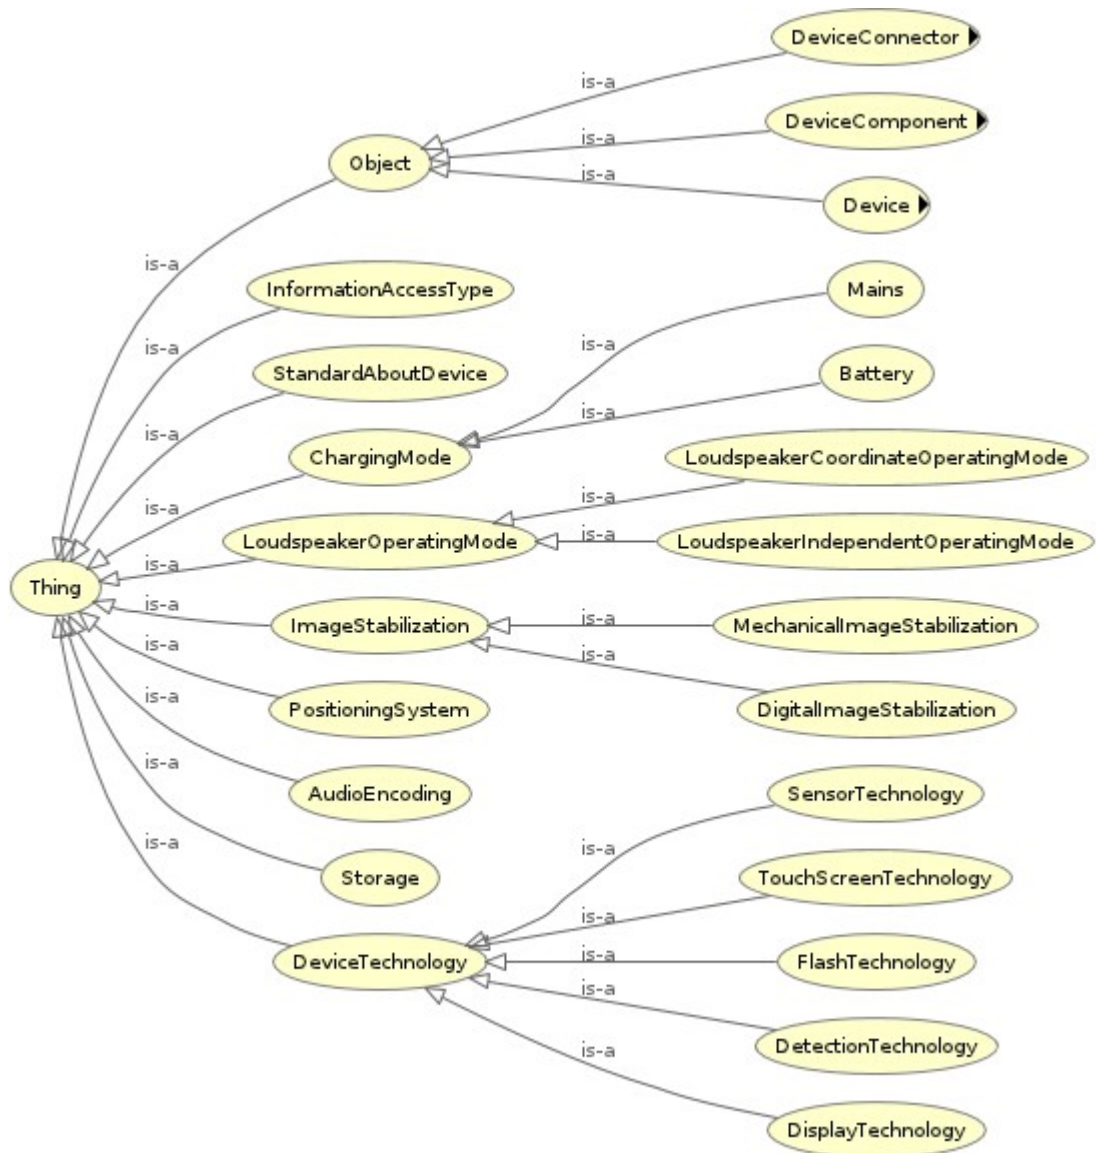 DeviceConnector
is-a
DeviceComponent
is-a
Object
is-a
Device
is-a
InformationAccessType
Mains
is-a
is-a
StandardAboutDevice
Battery
is-a
is-a
ChargingMode
LoudspeakerCoordinateOperatingMode
is-a
is-a
LoudspeakerOperatingMode
is-a
LoudspeakerIndependentOperatingMode
is-a
Thing
is-a
ImageStabilization
is-a
MechanicalImageStabilization
is-a
is-a
PositioningSystem
DigitalImageStabilization
is-a
AudioEncoding
SensorTechnology
is-a
is-a
is-a
Storage
TouchScreenTechnology
is-a
DeviceTechnology
is-a
FlashTechnology
is-a
DetectionTechnology
is-a
DisplayTechnology